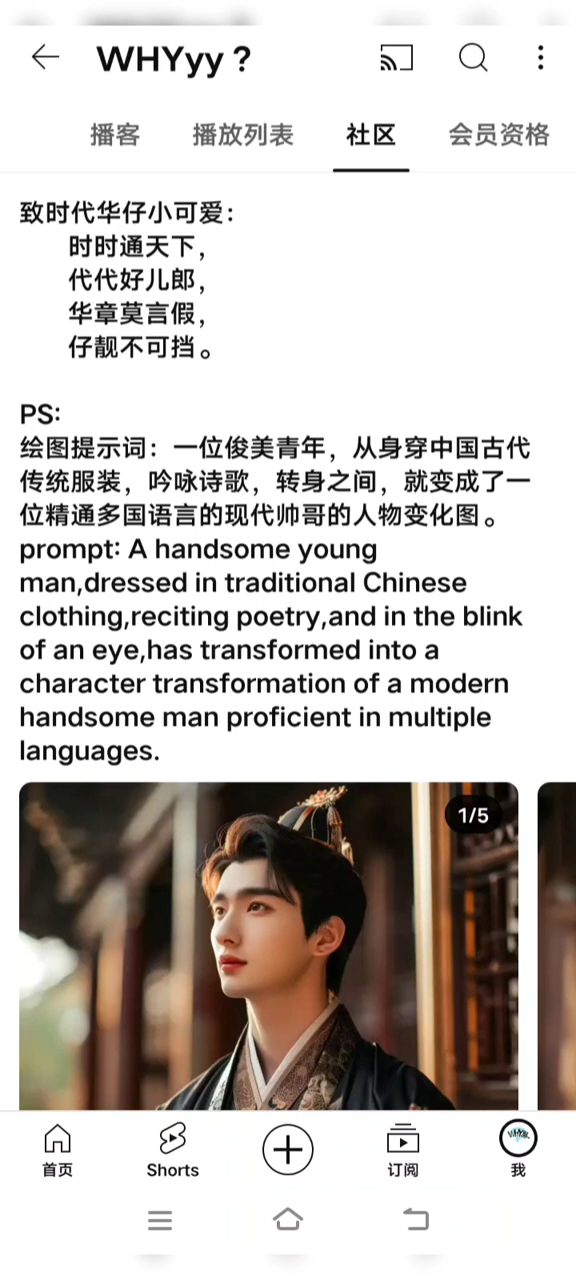 WHYyy ?
播客 播放列表 社区 会员资格
致时代华仔小可爱：
时时通天下，
代代好儿郎，
华章莫言假，
仔靓不可挡。
PS:
绘图提示词：一位俊美青年，从身穿中国古代
传统服装，吟咏诗歌，转身之间，就变成了一
位精通多国语言的现代帅哥的人物变化图。
prompt: A handsome young
man,dressed in traditional Chinese
clothing,reciting poetry,and in the blink
of an eye,has transformed into a
character transformation of a modern
handsome man proficient in multiple
languages.
1/5
首页 Shorts 订阅 我